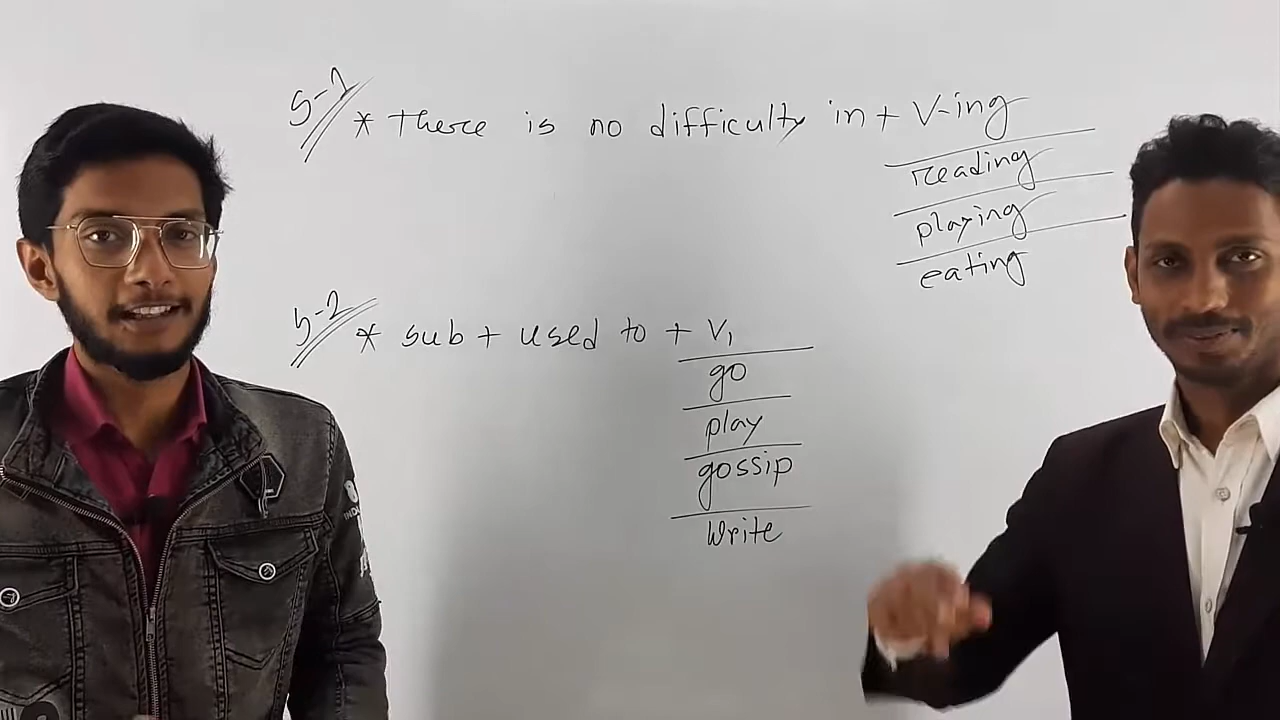 S-1 * there is no difficulty in + V-ing
reading
playing
eating
S-2 * sub + used to + V₁
go
play
gossip
write